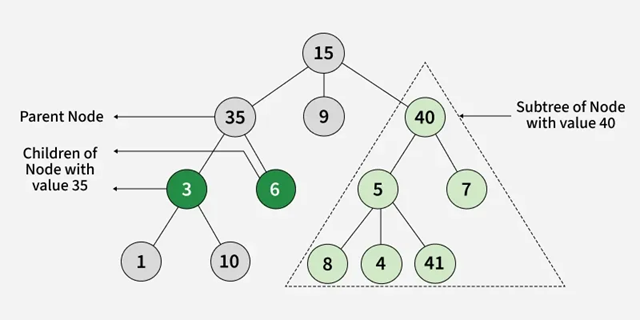 15
Parent Node
35
9
40
Subtree of Node
with value 40
Children of
Node with
value 35
3
6
5
7
1
10
8
4
41